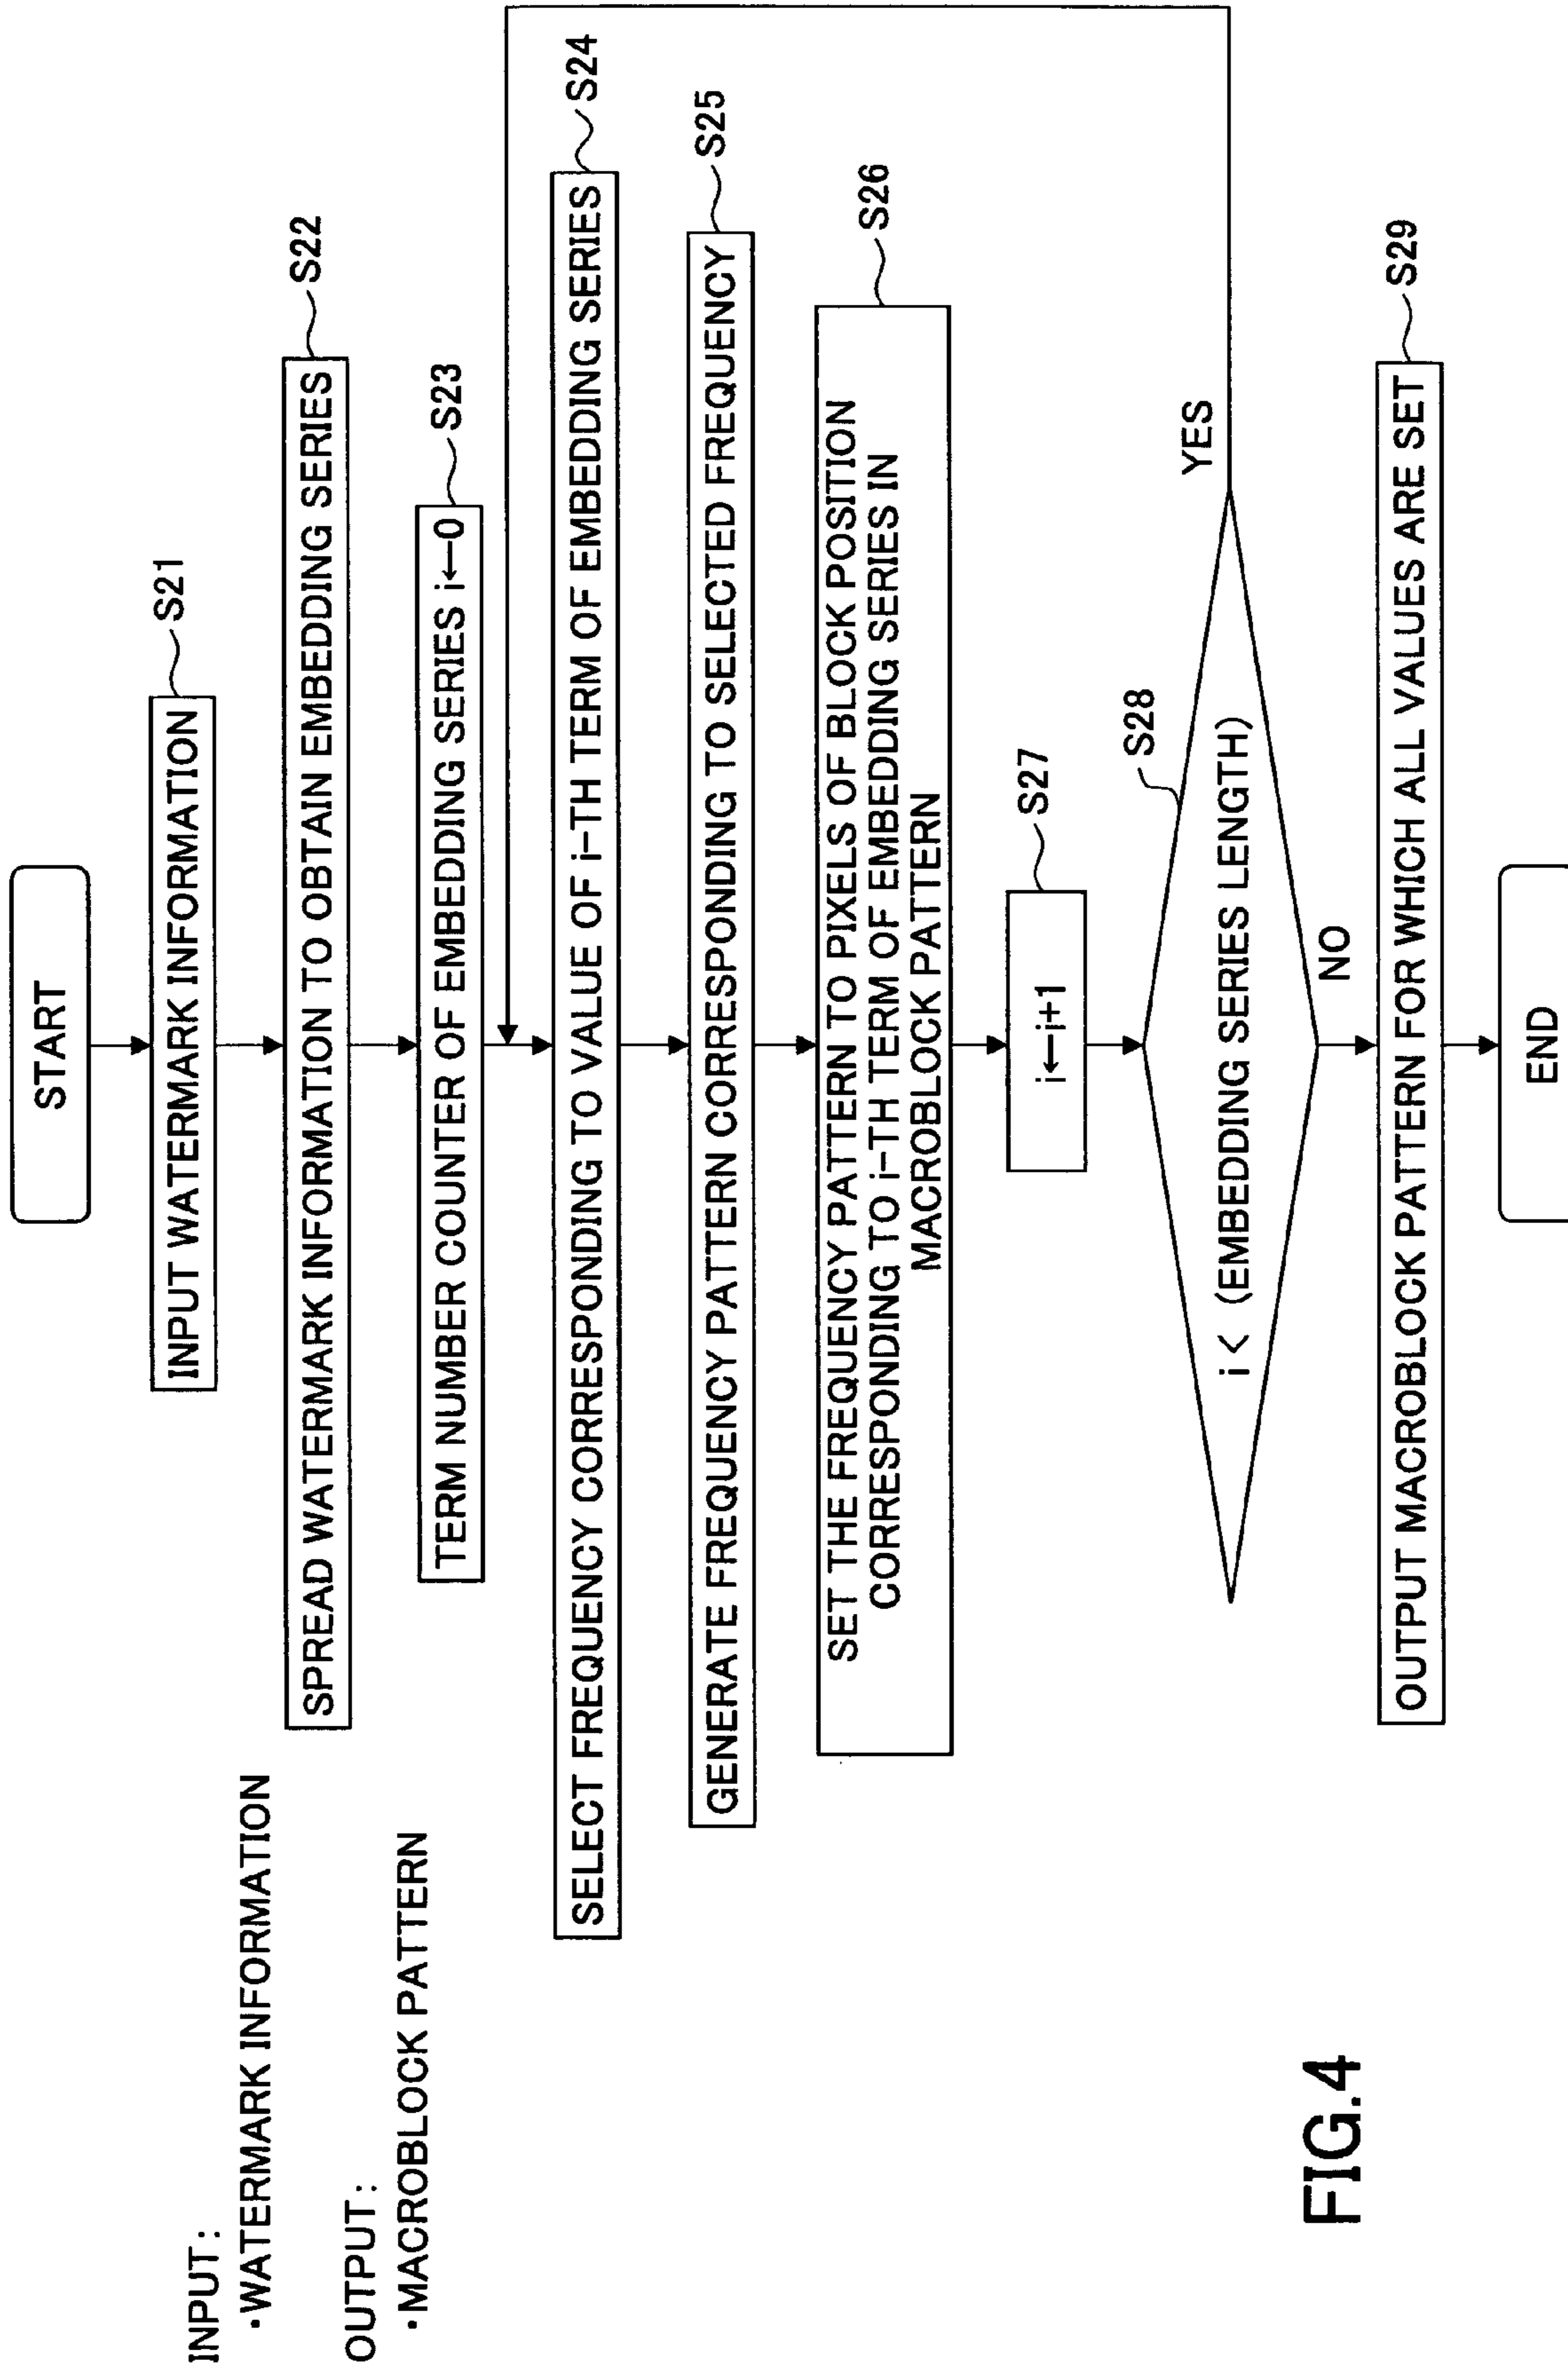 INPUT:
・WATERMARK INFORMATION
OUTPUT:
・MACROBLOCK PATTERN
START
INPUT WATERMARK INFORMATION
S21
SPREAD WATERMARK INFORMATION TO OBTAIN EMBEDDING SERIES
S22
TERM NUMBER COUNTER OF EMBEDDING SERIES i←0
S23
SELECT FREQUENCY CORRESPONDING TO VALUE OF i-TH TERM OF EMBEDDING SERIES
S24
GENERATE FREQUENCY PATTERN CORRESPONDING TO SELECTED FREQUENCY
S25
SET THE FREQUENCY PATTERN TO PIXELS OF BLOCK POSITION
CORRESPONDING TO i-TH TERM OF EMBEDDING SERIES IN
MACROBLOCK PATTERN
S26
i←i+1
S27
i< (EMBEDDING SERIES LENGTH)
S28
YES
NO
OUTPUT MACROBLOCK PATTERN FOR WHICH ALL VALUES ARE SET
S29
END
FIG.4